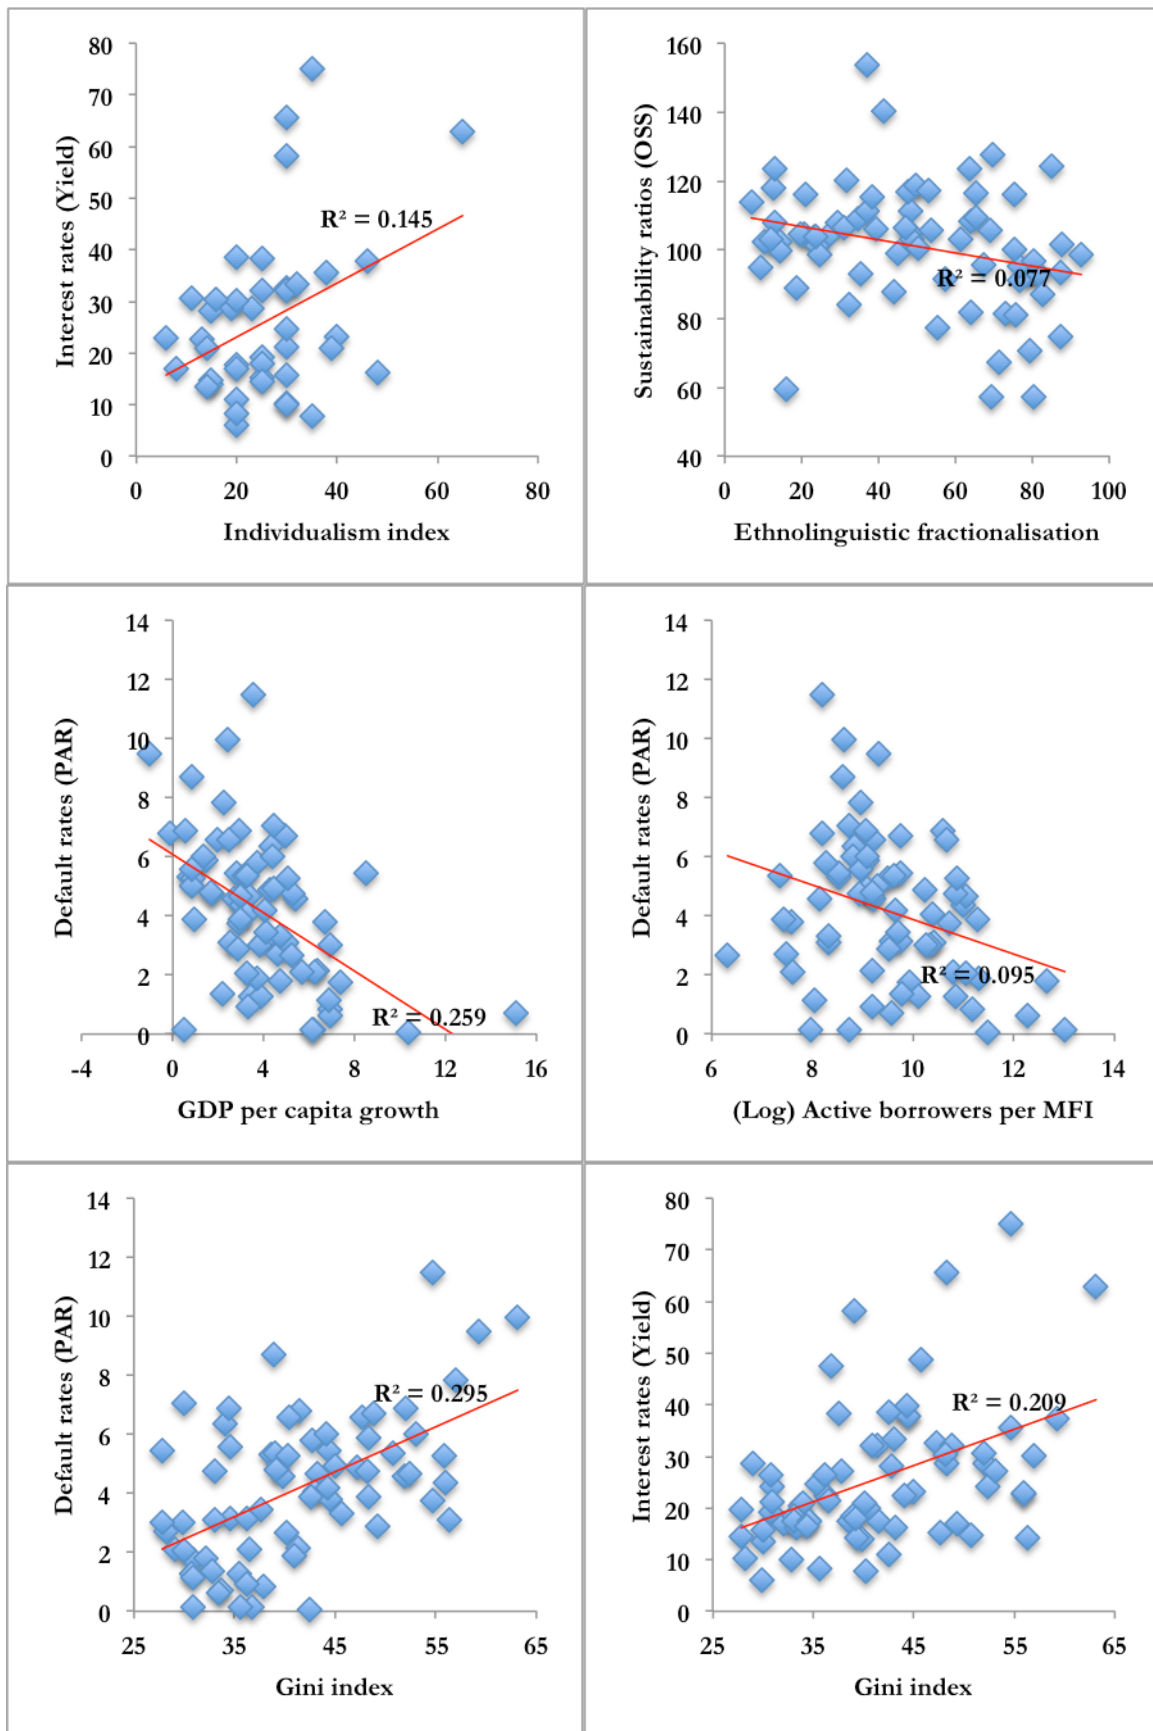 Interest rates (Yield)
80
70
60
50
40
30
20
10
0
R² = 0.145
0 20 40 60 80
Individualism index
Sustainability ratios (OSS)
160
140
120
100
80
60
40
R² = 0.077
0 20 40 60 80 100
Ethnolinguistic fractionalisation
Default rates (PAR)
14
12
10
8
6
4
2
0
R² = 0.259
-4 0 4 8 12 16
GDP per capita growth
Default rates (PAR)
14
12
10
8
6
4
2
0
R² = 0.095
6 8 10 12 14
(Log) Active borrowers per MFI
Default rates (PAR)
14
12
10
8
6
4
2
0
R² = 0.295
25 35 45 55 65
Gini index
Interest rates (Yield)
80
70
60
50
40
30
20
10
0
R² = 0.209
25 35 45 55 65
Gini index